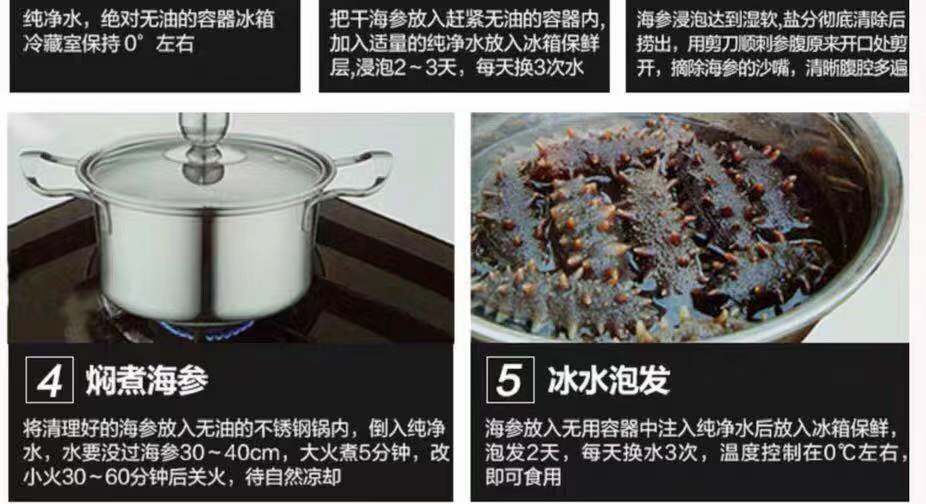 纯净水，绝对无油的容器冰箱
冷藏室保持0°左右
把干海参放入赶紧无油的容器内,
加入适量的纯净水放入冰箱保鲜
层,浸泡2～3天，每天换3次水
海参浸泡达到湿软,盐分彻底清除后
捞出，用剪刀顺刺参腹原来开口处剪
开，摘除海参的沙嘴，清晰腹腔多遍
4 焖煮海参
将清理好的海参放入无油的不锈钢锅内，倒入纯净
水，水要没过海参30～40cm，大火煮5分钟，改
小火30～60分钟后关火，待自然凉却
5 冰水泡发
海参放入无用容器中注入纯净水后放入冰箱保鲜，
泡发2天，每天换水3次，温度控制在0℃左右，
即可食用